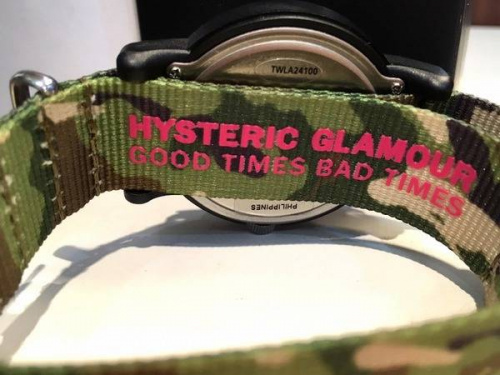 TWLA24100
HYSTERIC GLAMOUR
GOOD TIMES BAD TIMES
PHILIPPINES